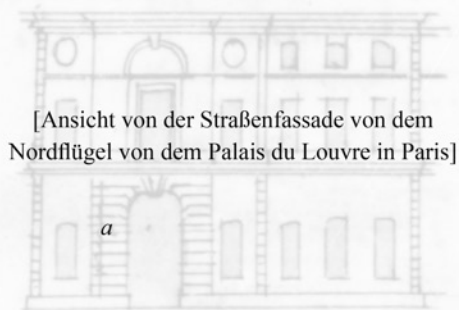 [Ansicht von der Straßenfassade von dem
Nordflügel von dem Palais du Louvre in Paris]
a